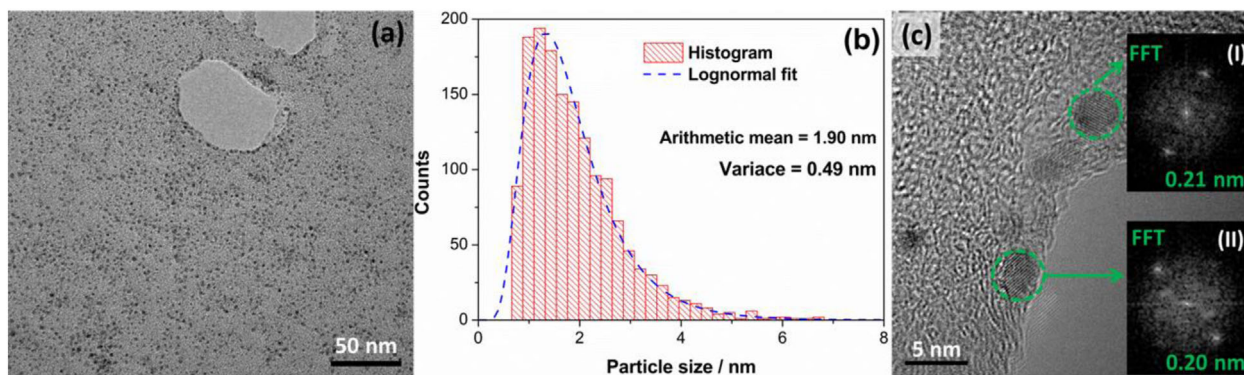 (a)
50 nm
200
150
100
50
0
Counts
(b)
Histogram
Lognormal fit
Arithmetic mean = 1.90 nm
Variace = 0.49 nm
0 2 4 6 8
Particle size / nm
(c)
5 nm
FFT
(I)
0.21 nm
FFT
(II)
0.20 nm